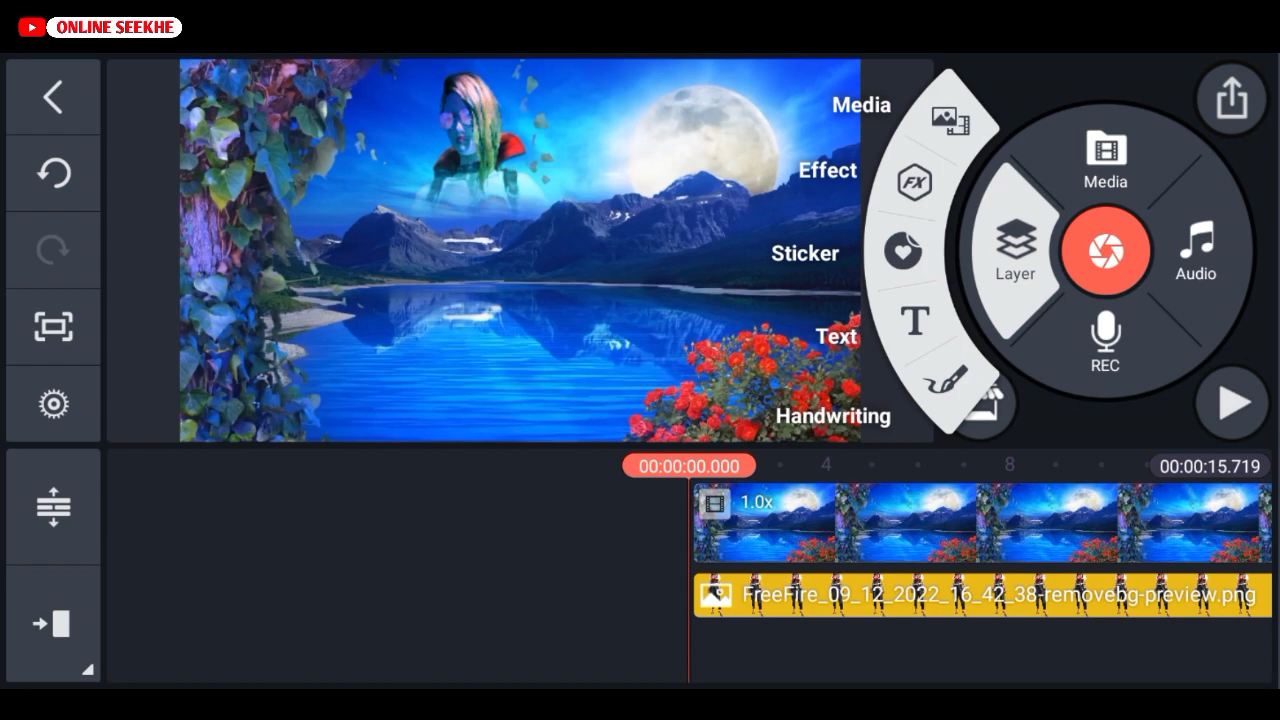 ONLINE SEEKHE
Media
Effect
FX
Sticker
Text
T
Handwriting
Media
Layer
Audio
REC
00:00:00.000
4
8
00:00:15.719
1.0x
FreeFire_09_12_2022_16_42_38-removebg-preview.png